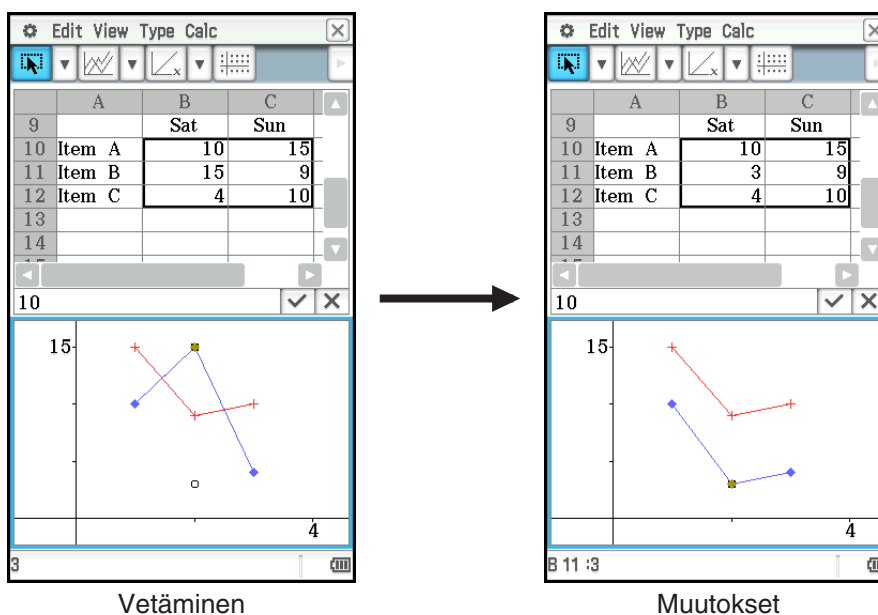 Edit View Type Calc
A B C
9 Sat Sun
10 Item A 10 15
11 Item B 15 9
12 Item C 4 10
13
14
10
15
4
3
Vetäminen
Edit View Type Calc
A B C
9 Sat Sun
10 Item A 10 15
11 Item B 3 9
12 Item C 4 10
13
14
10
15
4
B 11 :3
Muutokset